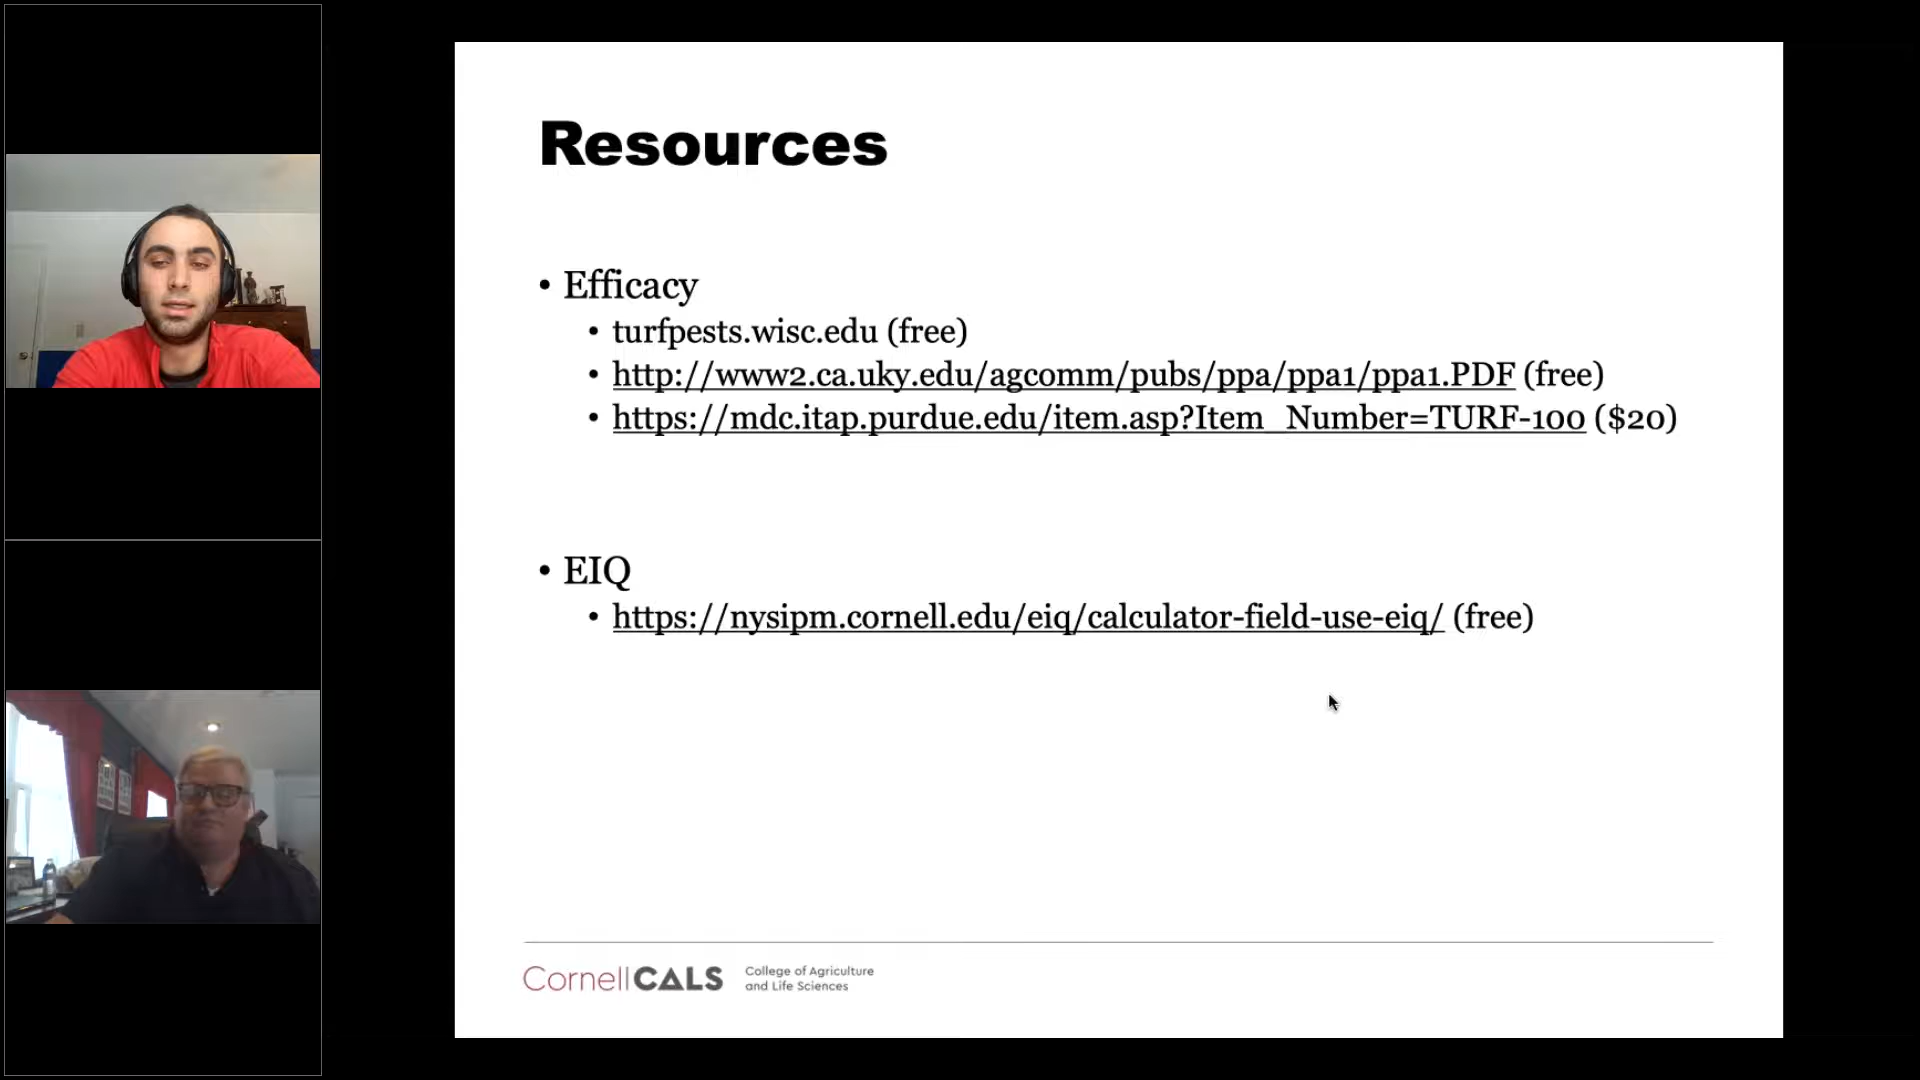 Resources
• Efficacy
• turfpests.wisc.edu (free)
• http://www2.ca.uky.edu/agcomm/pubs/ppa/ppa1/ppa1.PDF (free)
• https://mdc.itap.purdue.edu/item.asp?Item_Number=TURF-100 ($20)
• EIQ
• https://nysipm.cornell.edu/eiq/calculator-field-use-eiq/ (free)
CornellCALS
College of Agriculture
and Life Sciences